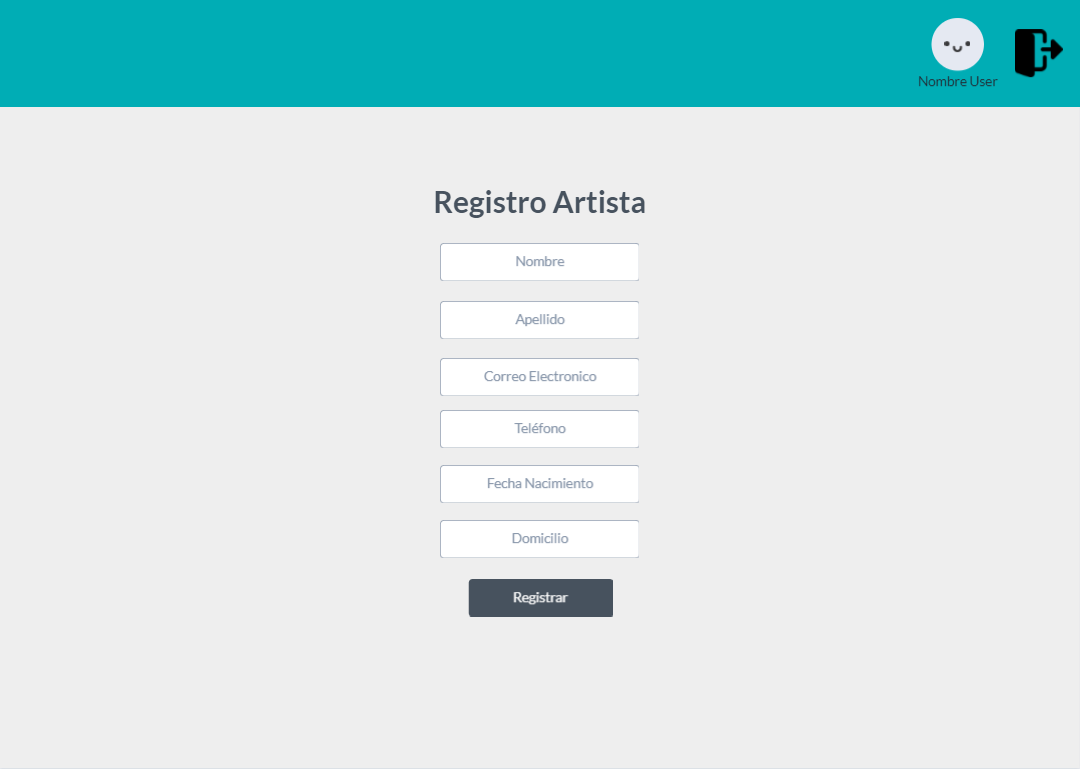 Nombre User
Registro Artista
Nombre
Apellido
Correo Electronico
Teléfono
Fecha Nacimiento
Domicilio
Registrar